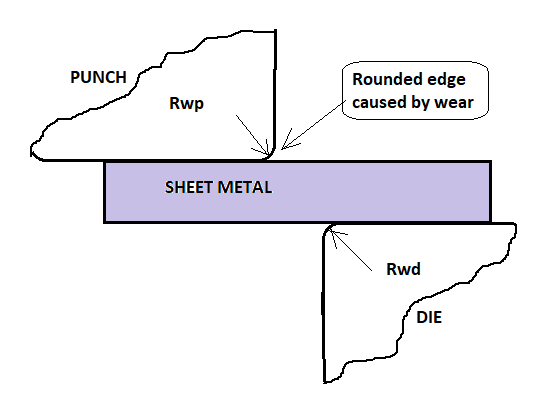 PUNCH
Rwp
Rounded edge
caused by wear
SHEET METAL
Rwd
DIE